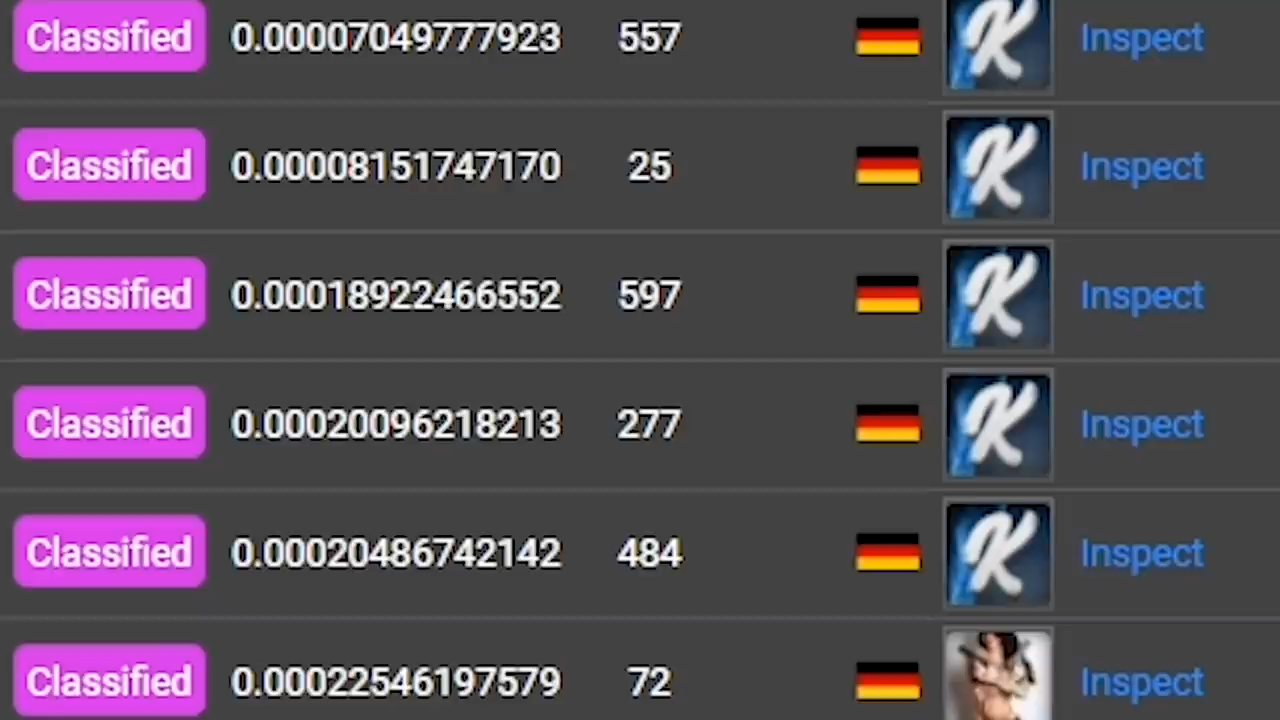 Classified 0.00007049777923 557 K Inspect
Classified 0.00008151747170 25 K Inspect
Classified 0.00018922466552 597 K Inspect
Classified 0.00020096218213 277 K Inspect
Classified 0.00020486742142 484 K Inspect
Classified 0.00022546197579 72 Inspect